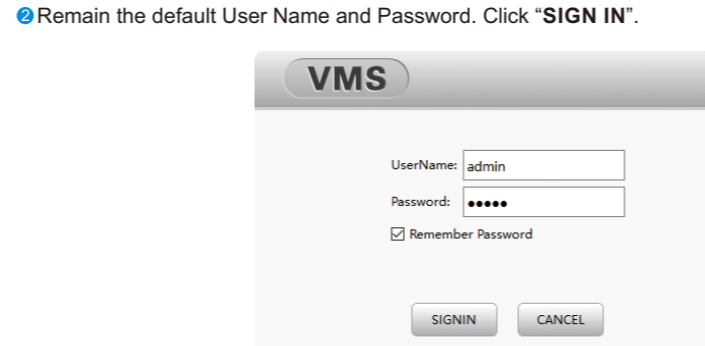 ❷Remain the default User Name and Password. Click “SIGN IN”.
VMS
UserName: admin
Password: •••••
Remember Password
SIGNIN CANCEL